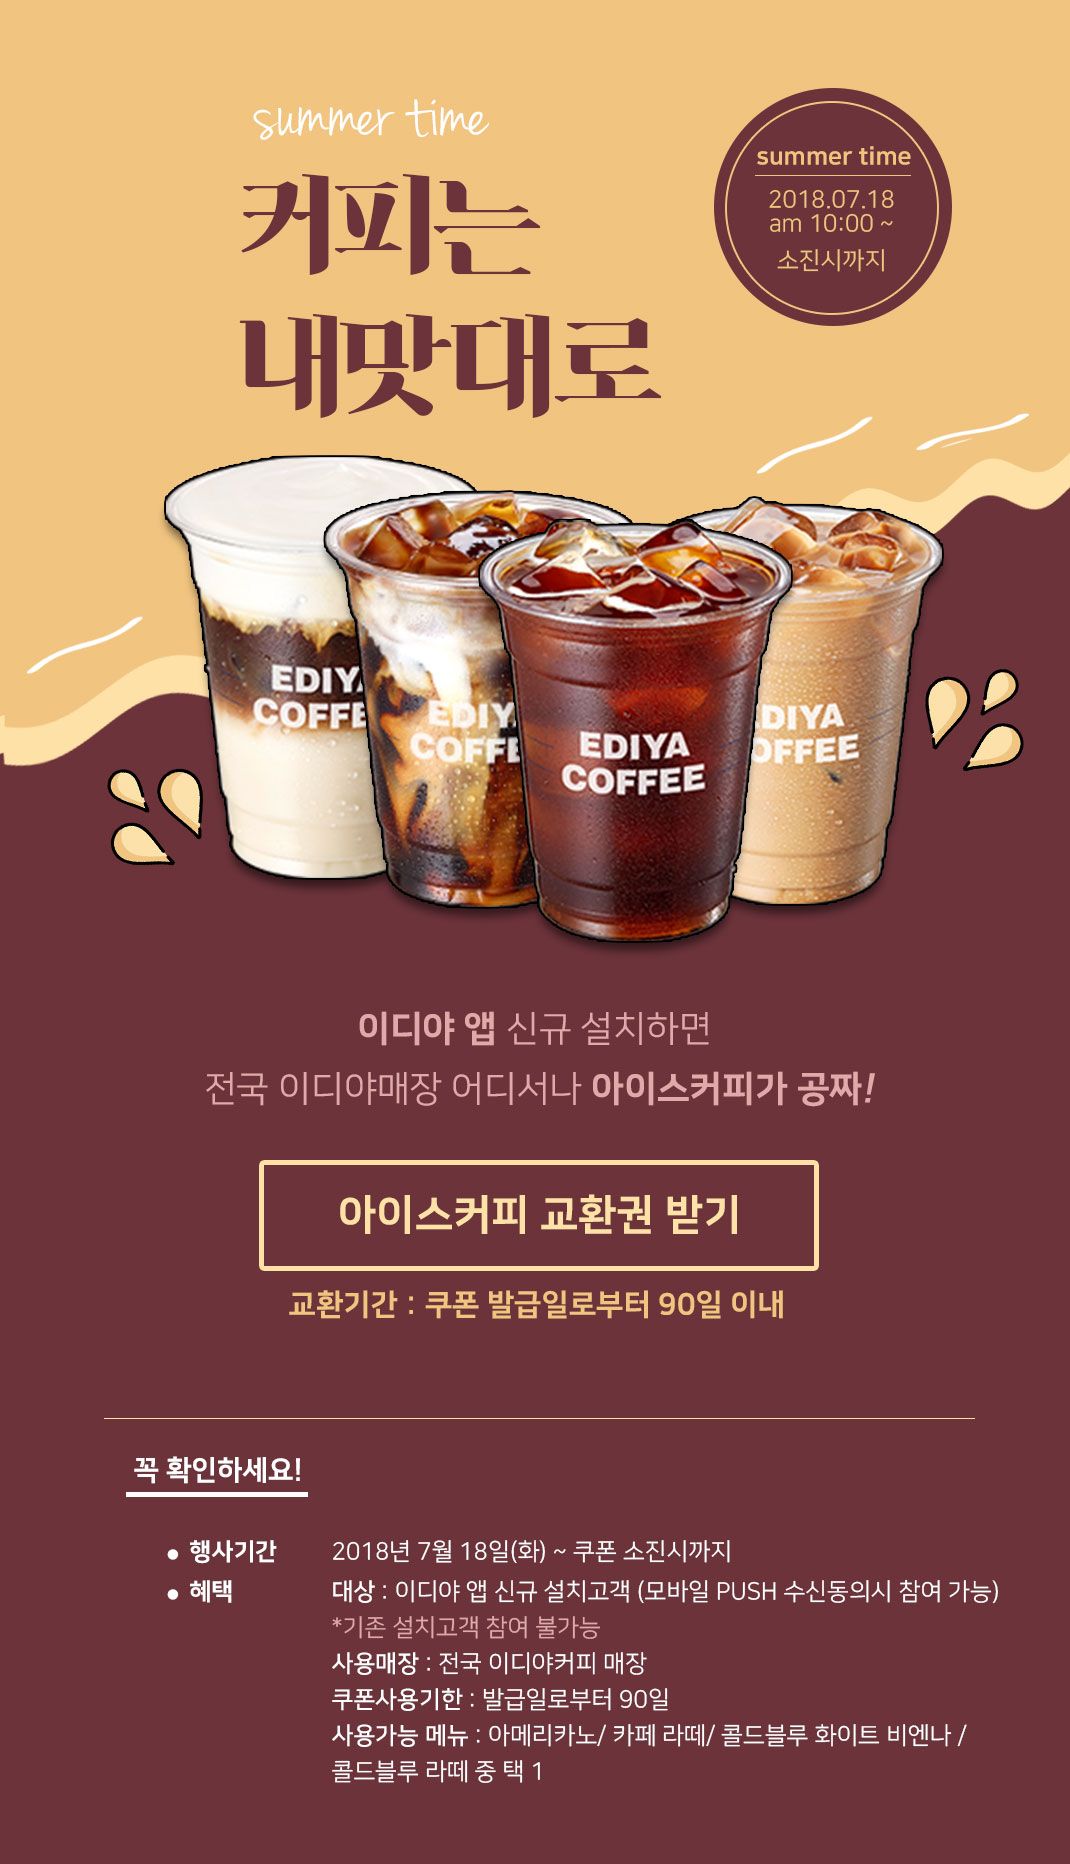 summer time
커피는
내맛대로
summer time
2018.07.18
am 10:00 ~
소진시까지
EDIYA
COFFEE
EDIYA
COFFEE
EDIYA
COFFEE
EDIYA
COFFEE
이디야 앱 신규 설치하면
전국 이디야매장 어디서나 아이스커피가 공짜!
아이스커피 교환권 받기
교환기간 : 쿠폰 발급일로부터 90일 이내
꼭 확인하세요!
● 행사기간 2018년 7월 18일(화) ~ 쿠폰 소진시까지
● 혜택 대상 : 이디야 앱 신규 설치고객 (모바일 PUSH 수신동의시 참여 가능)
*기존 설치고객 참여 불가능
사용매장 : 전국 이디야커피 매장
쿠폰사용기한 : 발급일로부터 90일
사용가능 메뉴 : 아메리카노/ 카페 라떼/ 콜드블루 화이트 비엔나 /
콜드블루 라떼 중 택 1